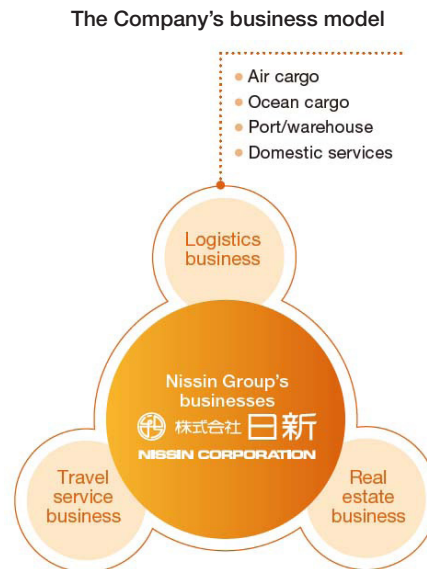 The Company's business model
● Air cargo
● Ocean cargo
● Port/warehouse
● Domestic services
Logistics
business
Nissin Group's
businesses
株式会社 日新
NISSIN CORPORATION
Travel
service
business
Real
estate
business